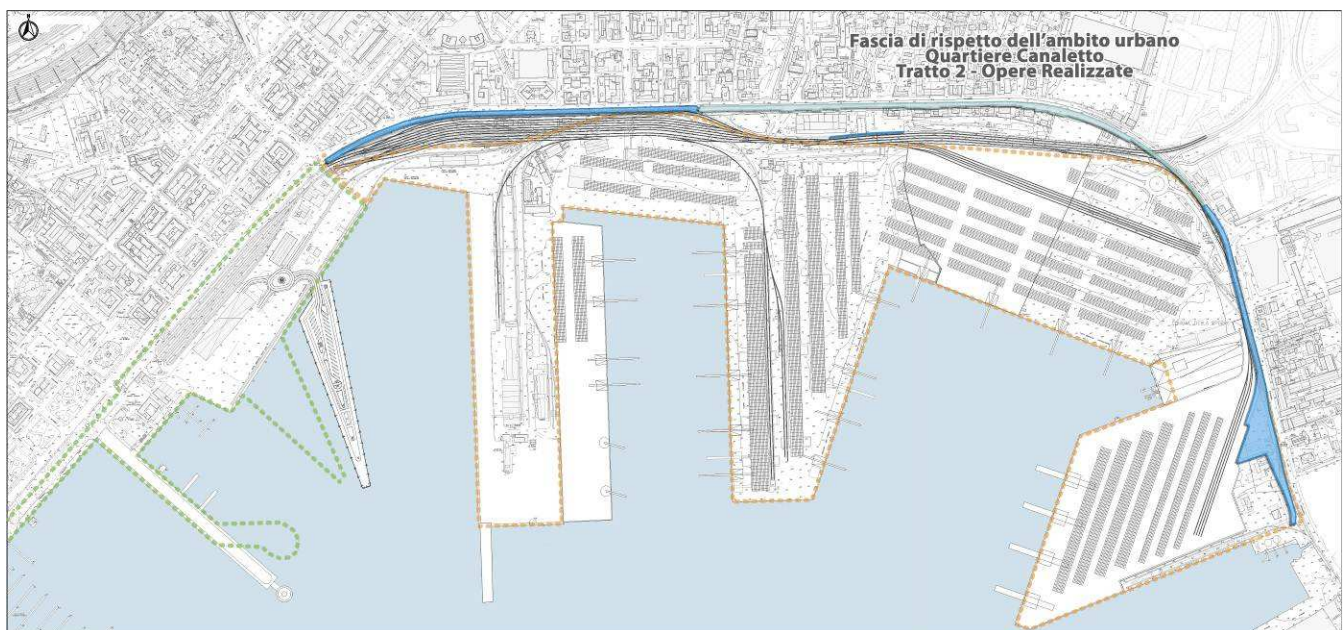 Fascia di rispetto dell'ambito urbano
Quartiere Canaletto
Tratto 2 - Opere Realizzate